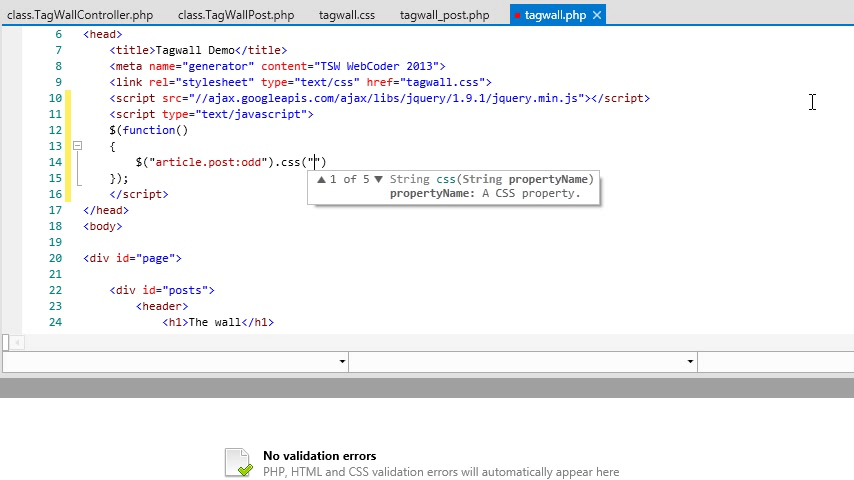 class.TagWallController.php class.TagWallPost.php tagwall.css tagwall_post.php tagwall.php
6 <head>
7 <title>Tagwall Demo</title>
8 <meta name="generator" content="TSW WebCoder 2013">
9 <link rel="stylesheet" type="text/css" href="tagwall.css">
10 <script src="//ajax.googleapis.com/ajax/libs/jquery/1.9.1/jquery.min.js"></script>
11 <script type="text/javascript">
12 $(function()
13 {
14 $("article.post:odd").css("")
1 of 5 String css(String propertyName)
15 });
propertyName: A CSS property.
16 </script>
17 </head>
18 <body>
19
20 <div id="page">
21
22 <div id="posts">
23 <header>
24 <h1>The wall</h1>
No validation errors
PHP, HTML and CSS validation errors will automatically appear here